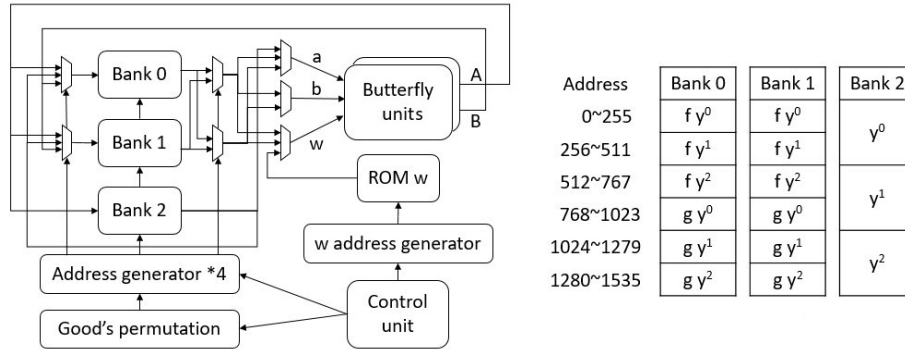 Bank 0
Bank 1
Bank 2
Address generator *4
Good's permutation
a
b
w
Butterfly
units
A
B
ROM w
w address generator
Control
unit
Address Bank 0 Bank 1 Bank 2
0~255 f y⁰ f y⁰ y⁰
256~511 f y¹ f y¹
512~767 f y² f y² y¹
768~1023 g y⁰ g y⁰
1024~1279 g y¹ g y¹ y²
1280~1535 g y² g y²